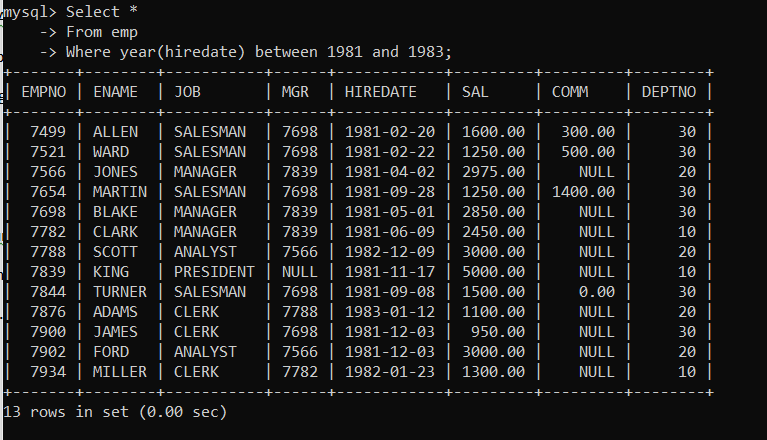 mysql> Select *
    -> From emp
    -> Where year(hiredate) between 1981 and 1983;
+-------+--------+-----------+------+------------+---------+---------+--------+
| EMPNO | ENAME  | JOB       | MGR  | HIREDATE   | SAL     | COMM    | DEPTNO |
+-------+--------+-----------+------+------------+---------+---------+--------+
|  7499 | ALLEN  | SALESMAN  | 7698 | 1981-02-20 | 1600.00 |  300.00 |     30 |
|  7521 | WARD   | SALESMAN  | 7698 | 1981-02-22 | 1250.00 |  500.00 |     30 |
|  7566 | JONES  | MANAGER   | 7839 | 1981-04-02 | 2975.00 |    NULL |     20 |
|  7654 | MARTIN | SALESMAN  | 7698 | 1981-09-28 | 1250.00 | 1400.00 |     30 |
|  7698 | BLAKE  | MANAGER   | 7839 | 1981-05-01 | 2850.00 |    NULL |     30 |
|  7782 | CLARK  | MANAGER   | 7839 | 1981-06-09 | 2450.00 |    NULL |     10 |
|  7788 | SCOTT  | ANALYST   | 7566 | 1982-12-09 | 3000.00 |    NULL |     20 |
|  7839 | KING   | PRESIDENT | NULL | 1981-11-17 | 5000.00 |    NULL |     10 |
|  7844 | TURNER | SALESMAN  | 7698 | 1981-09-08 | 1500.00 |    0.00 |     30 |
|  7876 | ADAMS  | CLERK     | 7788 | 1983-01-12 | 1100.00 |    NULL |     20 |
|  7900 | JAMES  | CLERK     | 7698 | 1981-12-03 |  950.00 |    NULL |     30 |
|  7902 | FORD   | ANALYST   | 7566 | 1981-12-03 | 3000.00 |    NULL |     20 |
|  7934 | MILLER | CLERK     | 7782 | 1982-01-23 | 1300.00 |    NULL |     10 |
+-------+--------+-----------+------+------------+---------+---------+--------+
13 rows in set (0.00 sec)